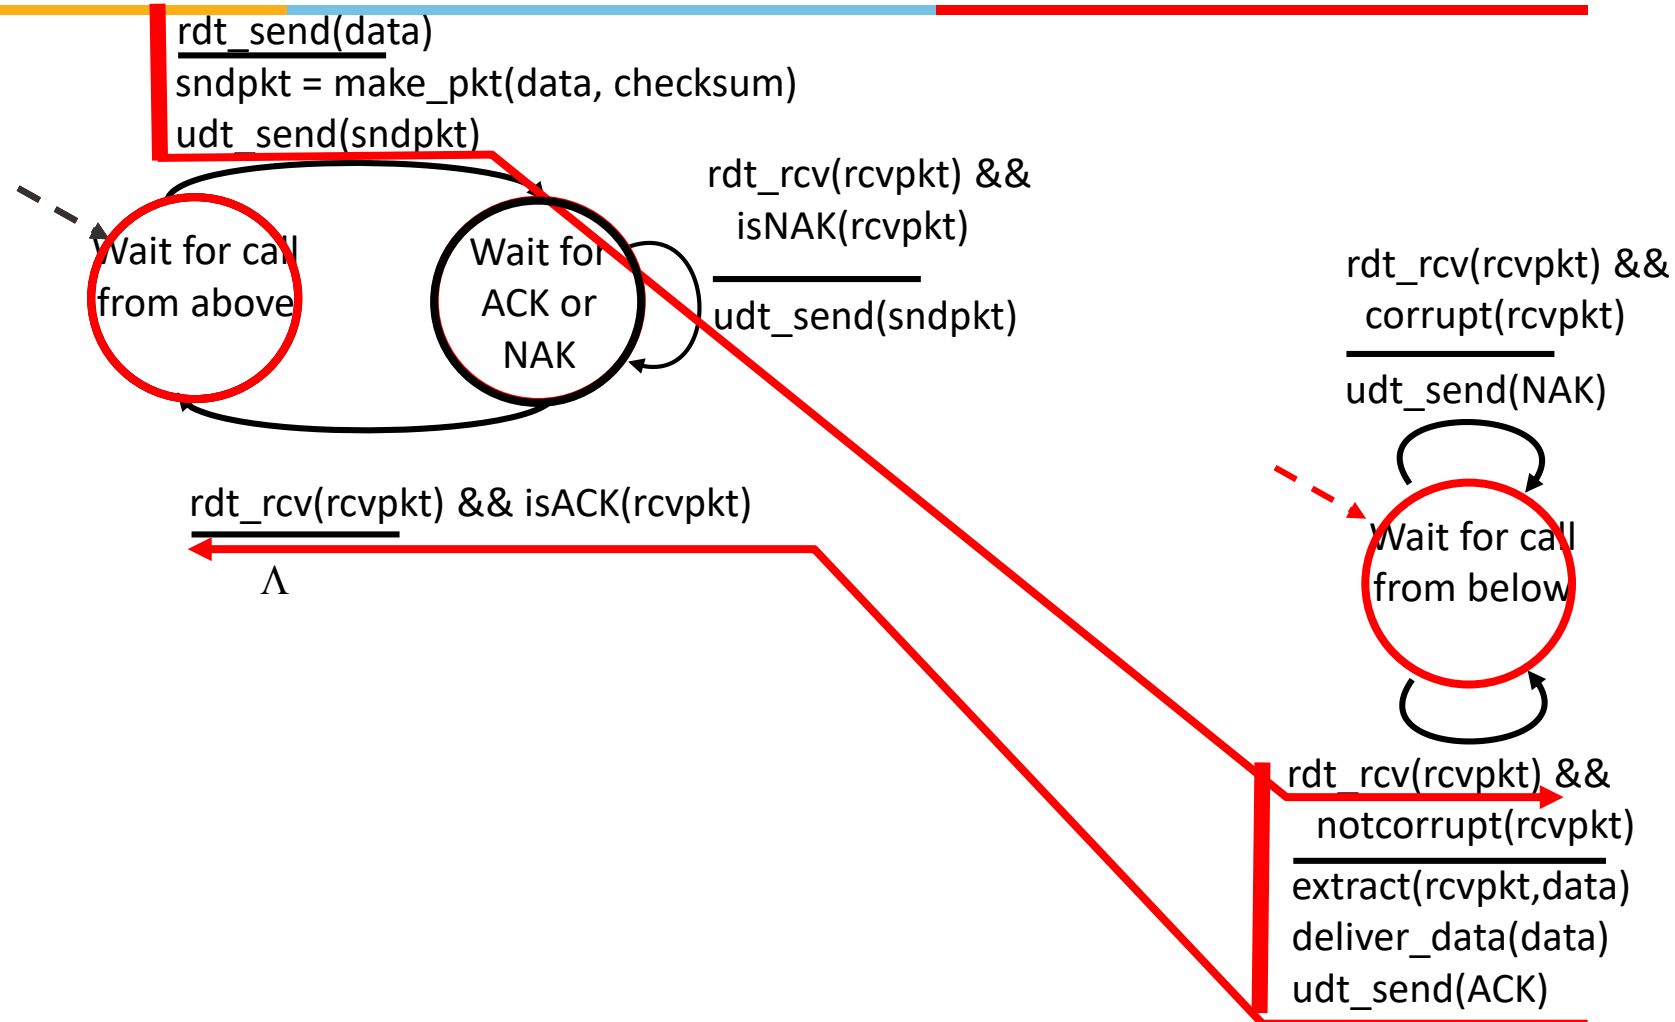 rdt_send(data)
sndpkt = make_pkt(data, checksum)
udt_send(sndpkt)
rdt_rcv(rcvpkt) &&
isNAK(rcvpkt)
udt_send(sndpkt)
Wait for call
from above
Wait for
ACK or
NAK
rdt_rcv(rcvpkt) && isACK(rcvpkt)
Λ
rdt_rcv(rcvpkt) &&
corrupt(rcvpkt)
udt_send(NAK)
Wait for call
from below
rdt_rcv(rcvpkt) &&
notcorrupt(rcvpkt)
extract(rcvpkt,data)
deliver_data(data)
udt_send(ACK)